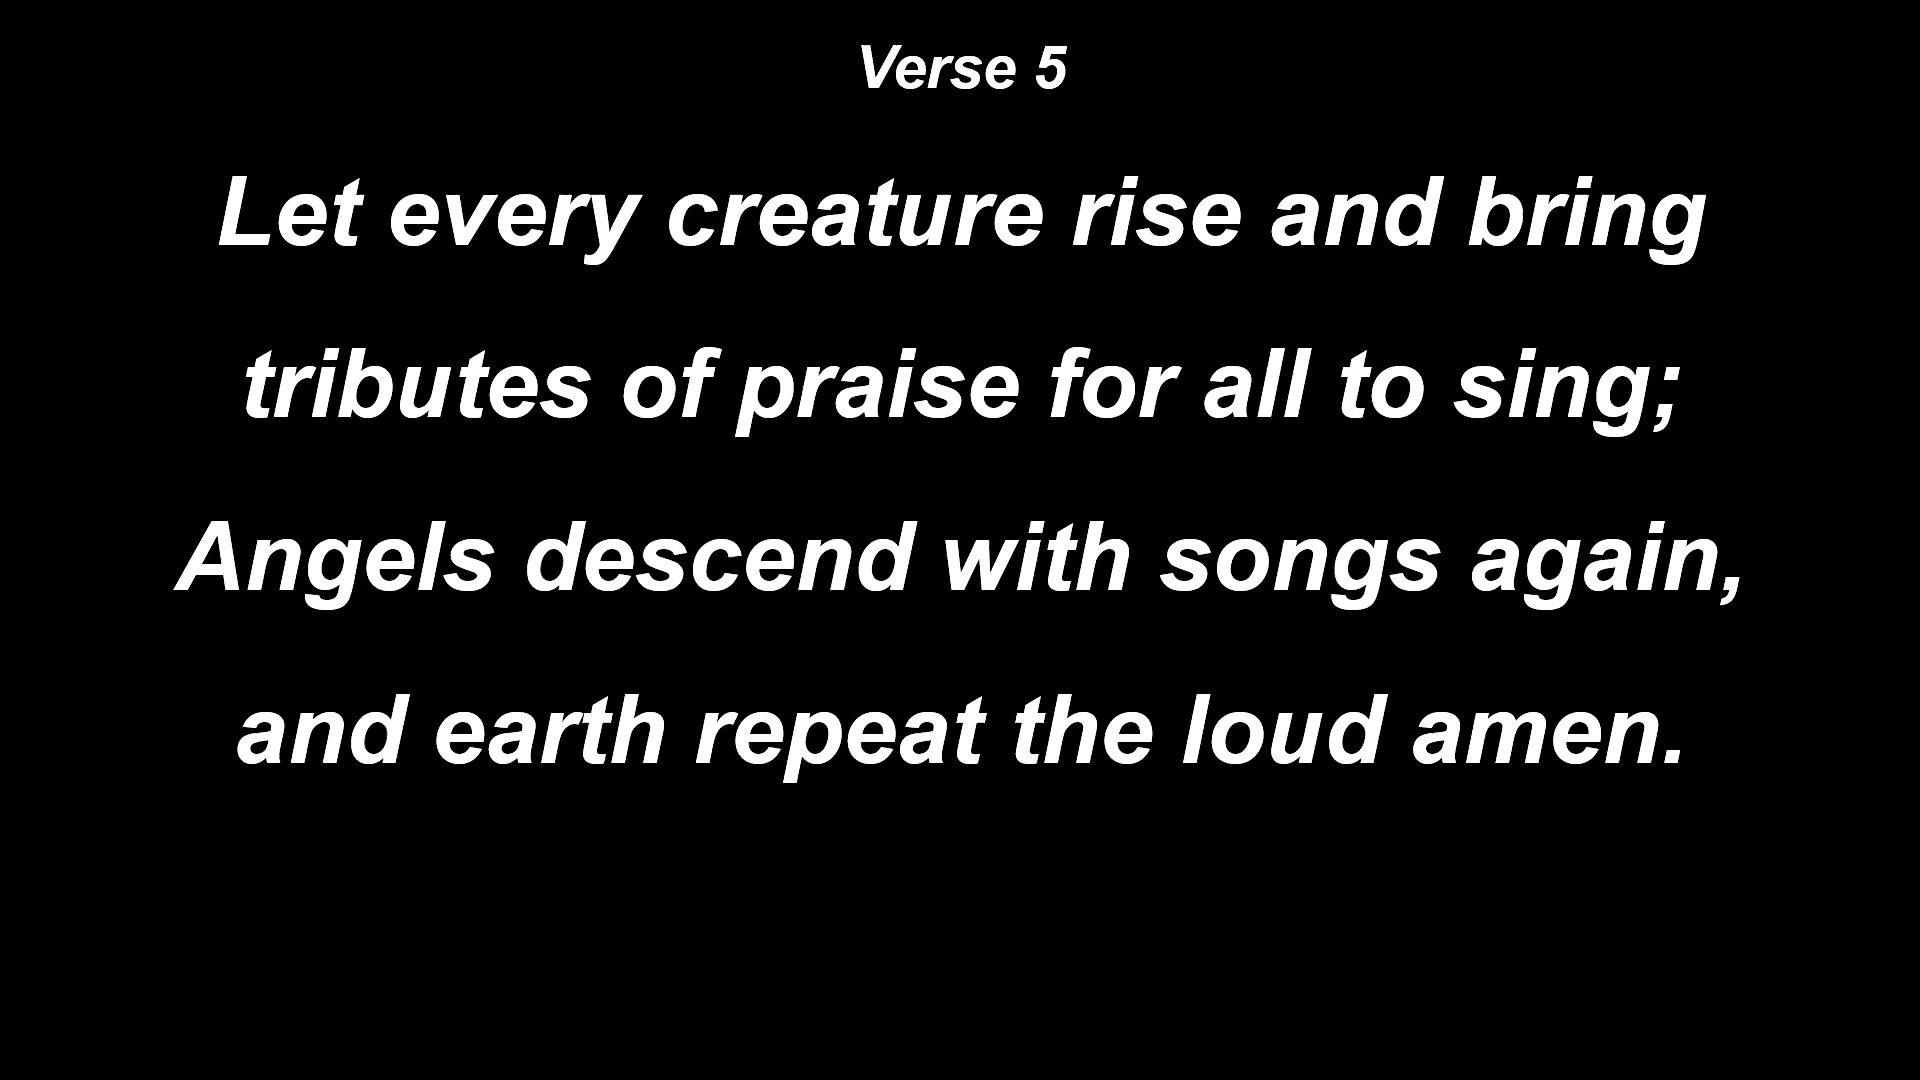 Verse 5
Let every creature rise and bring
tributes of praise for all to sing;
Angels descend with songs again,
and earth repeat the loud amen.